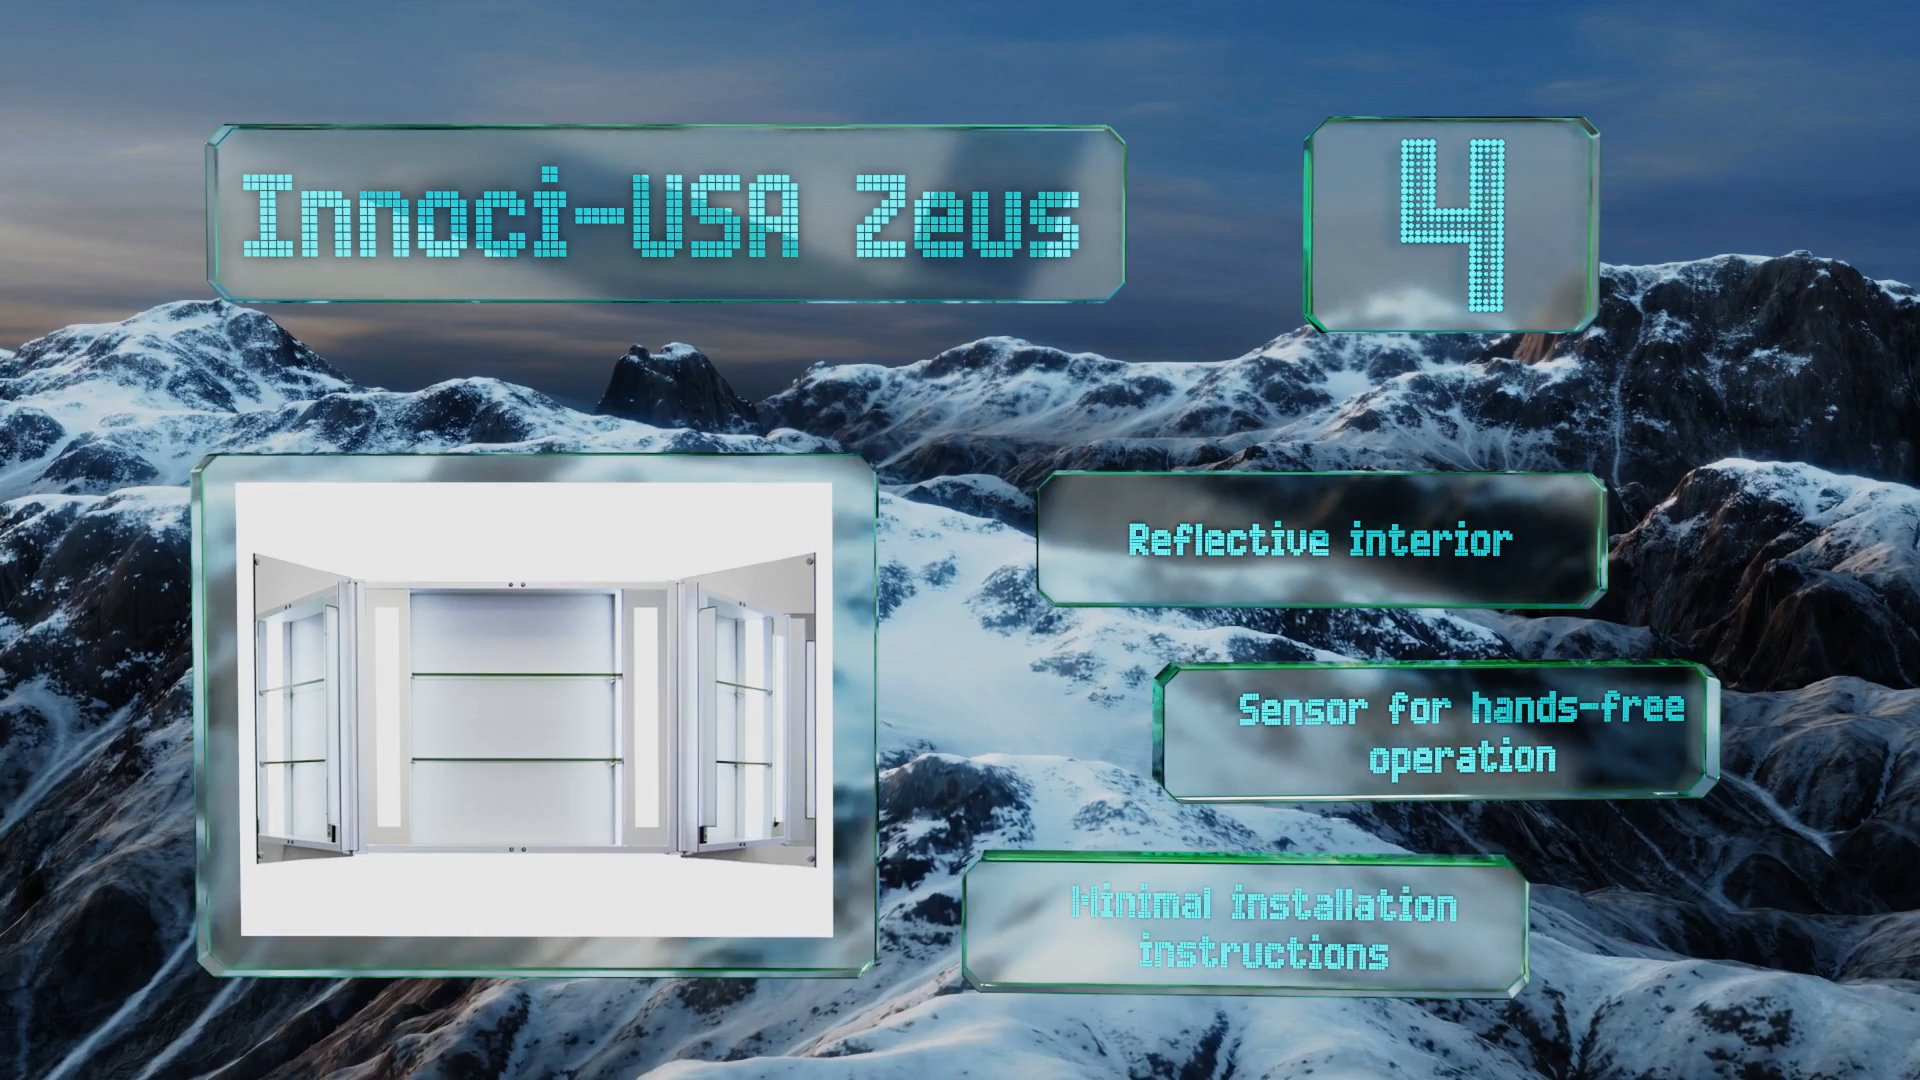 Innoci-USA Zeus
4
Reflective interior
Sensor for hands-free
operation
Minimal installation
instructions